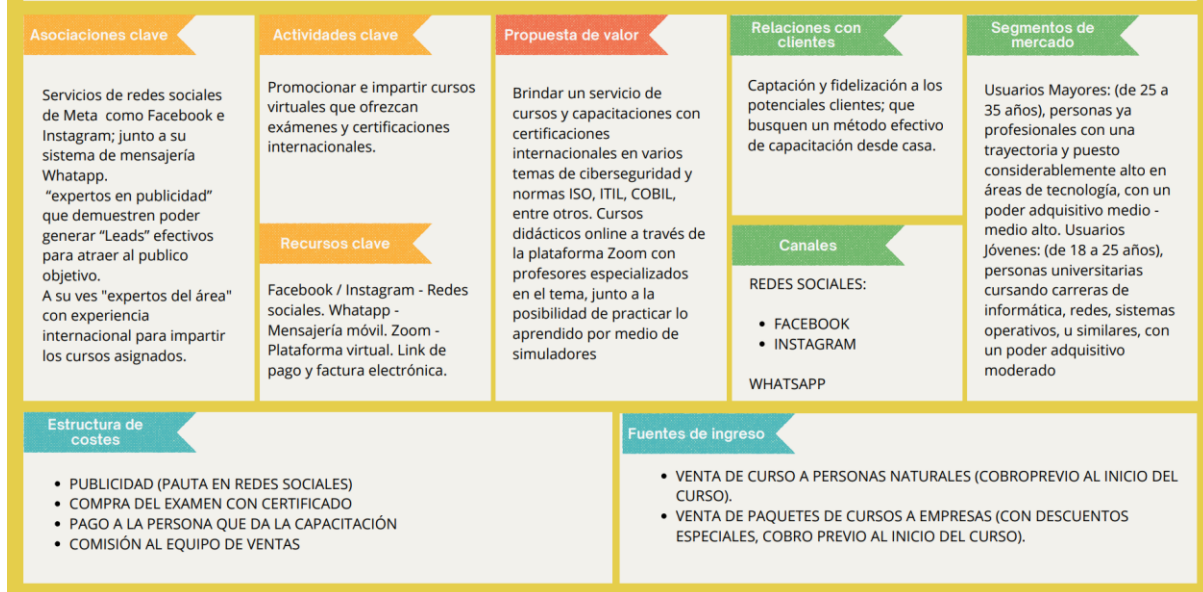 Asociaciones clave
Servicios de redes sociales
de Meta como Facebook e
Instagram; junto a su
sistema de mensajería
Whatapp.
“expertos en publicidad”
que demuestren poder
generar “Leads” efectivos
para atraer al publico
objetivo.
A su ves "expertos del área"
con experiencia
internacional para impartir
los cursos asignados.
Actividades clave
Promocionar e impartir cursos
virtuales que ofrezcan
exámenes y certificaciones
internacionales.
Recursos clave
Facebook / Instagram - Redes
sociales. Whatapp -
Mensajería móvil. Zoom -
Plataforma virtual. Link de
pago y factura electrónica.
Propuesta de valor
Brindar un servicio de
cursos y capacitaciones con
certificaciones
internacionales en varios
temas de ciberseguridad y
normas ISO, ITIL, COBIL,
entre otros. Cursos
didácticos online a través de
la plataforma Zoom con
profesores especializados
en el tema, junto a la
posibilidad de practicar lo
aprendido por medio de
simuladores
Relaciones con
clientes
Captación y fidelización a los
potenciales clientes; que
busquen un método efectivo
de capacitación desde casa.
Canales
REDES SOCIALES:
• FACEBOOK
• INSTAGRAM
WHATSAPP
Segmentos de
mercado
Usuarios Mayores: (de 25 a
35 años), personas ya
profesionales con una
trayectoria y puesto
considerablemente alto en
áreas de tecnología, con un
poder adquisitivo medio -
medio alto. Usuarios
Jóvenes: (de 18 a 25 años),
personas universitarias
cursando carreras de
informática, redes, sistemas
operativos, u similares, con
un poder adquisitivo
moderado
Estructura de
costes
• PUBLICIDAD (PAUTA EN REDES SOCIALES)
• COMPRA DEL EXAMEN CON CERTIFICADO
• PAGO A LA PERSONA QUE DA LA CAPACITACIÓN
• COMISIÓN AL EQUIPO DE VENTAS
Fuentes de ingreso
• VENTA DE CURSO A PERSONAS NATURALES (COBROPREVIO AL INICIO DEL
CURSO).
• VENTA DE PAQUETES DE CURSOS A EMPRESAS (CON DESCUENTOS
ESPECIALES, COBRO PREVIO AL INICIO DEL CURSO).